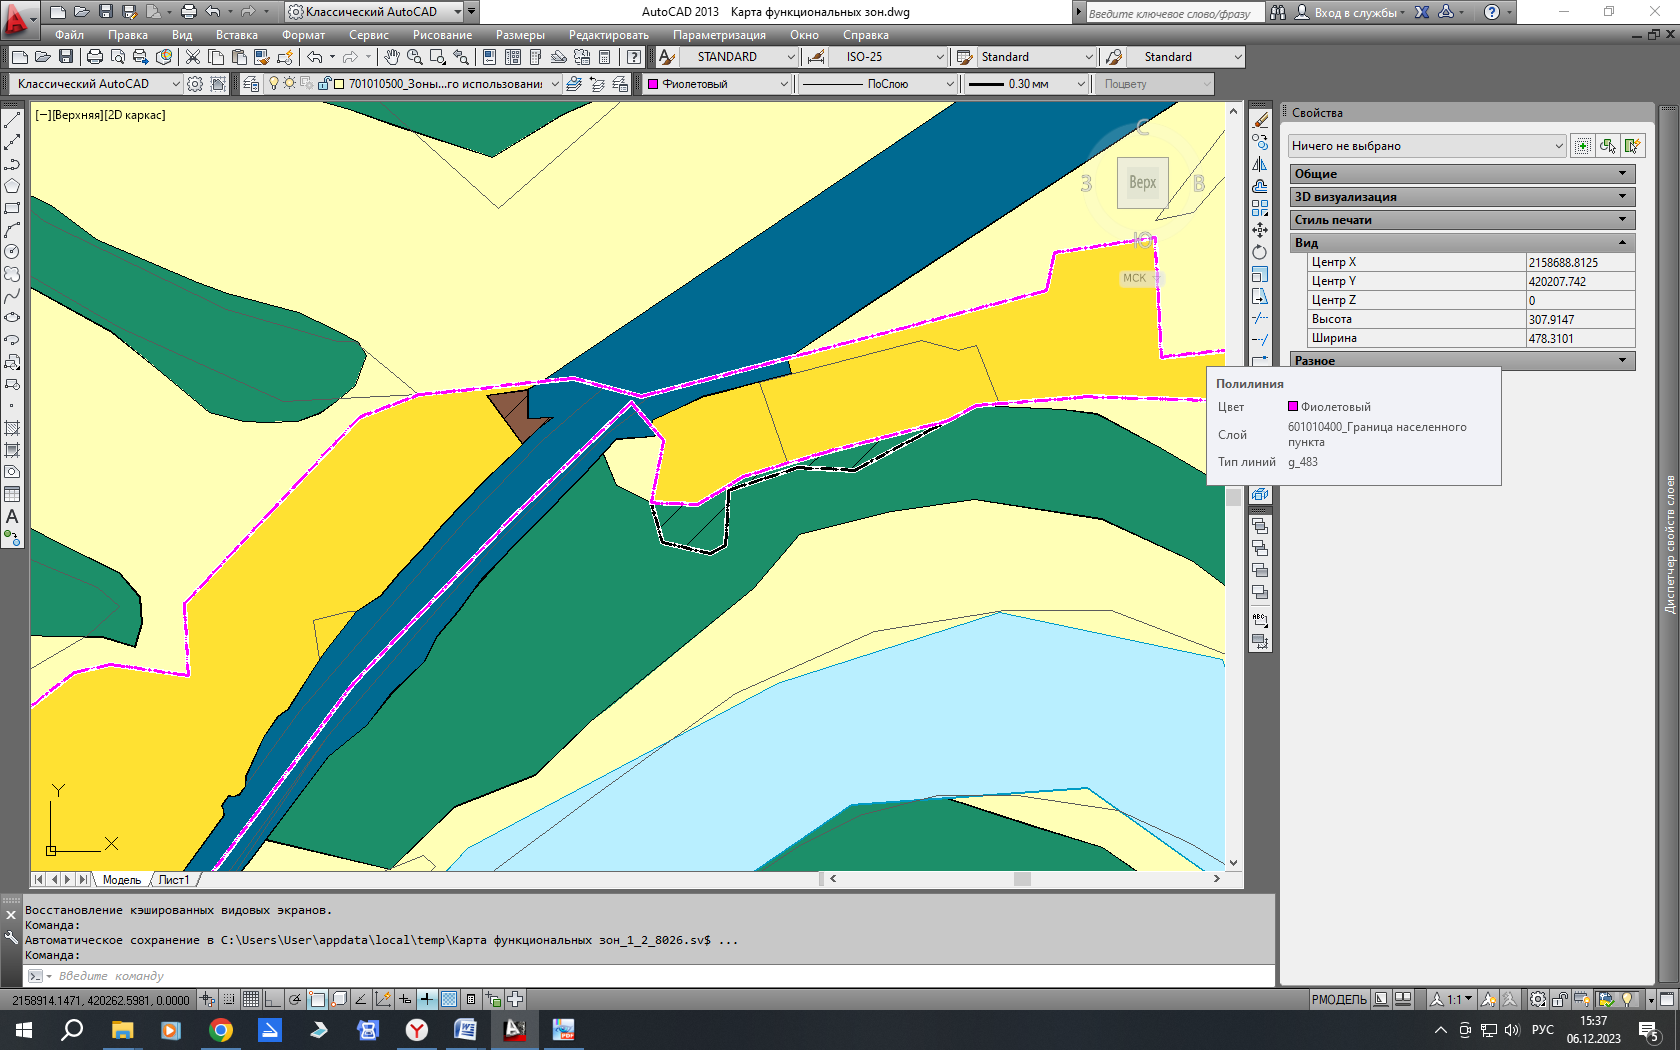 Классический AutoCAD
AutoCAD 2013
Карта функциональных зон.dwg
Введите ключевое слово/фразу
Вход в службы
Файл
Правка
Вид
Вставка
Формат
Сервис
Рисование
Размеры
Редактировать
Параметризация
Окно
Справка
STANDARD
ISO-25
Standard
Standard
Классический AutoCAD
701010500_Зоны...го использования
Фиолетовый
ПоСлою
0.30 мм
Поцвету
[−][Верхняя][2D каркас]
С
З
Верх
В
Ю
МСК
Y
X
Свойства
Ничего не выбрано
Общие
3D визуализация
Стиль печати
Вид
Центр X 2158688.8125
Центр Y 420207.742
Центр Z 0
Высота 307.9147
Ширина 478.3101
Разное
Полилиния
Цвет Фиолетовый
Слой 601010400_Граница населенного пункта
Тип линий g_483
Диспетчер свойств слоев
A
ABC
Модель
Лист1
Восстановление кэшированных видовых экранов.
Команда:
Автоматическое сохранение в C:\Users\User\appdata\local\temp\Карта функциональных зон_1_2_8026.sv$ ...
Команда:
Введите команду
2158914.1471, 420262.5981, 0.0000
РМОДЕЛЬ
1:1
РУС
15:37
06.12.2023
5